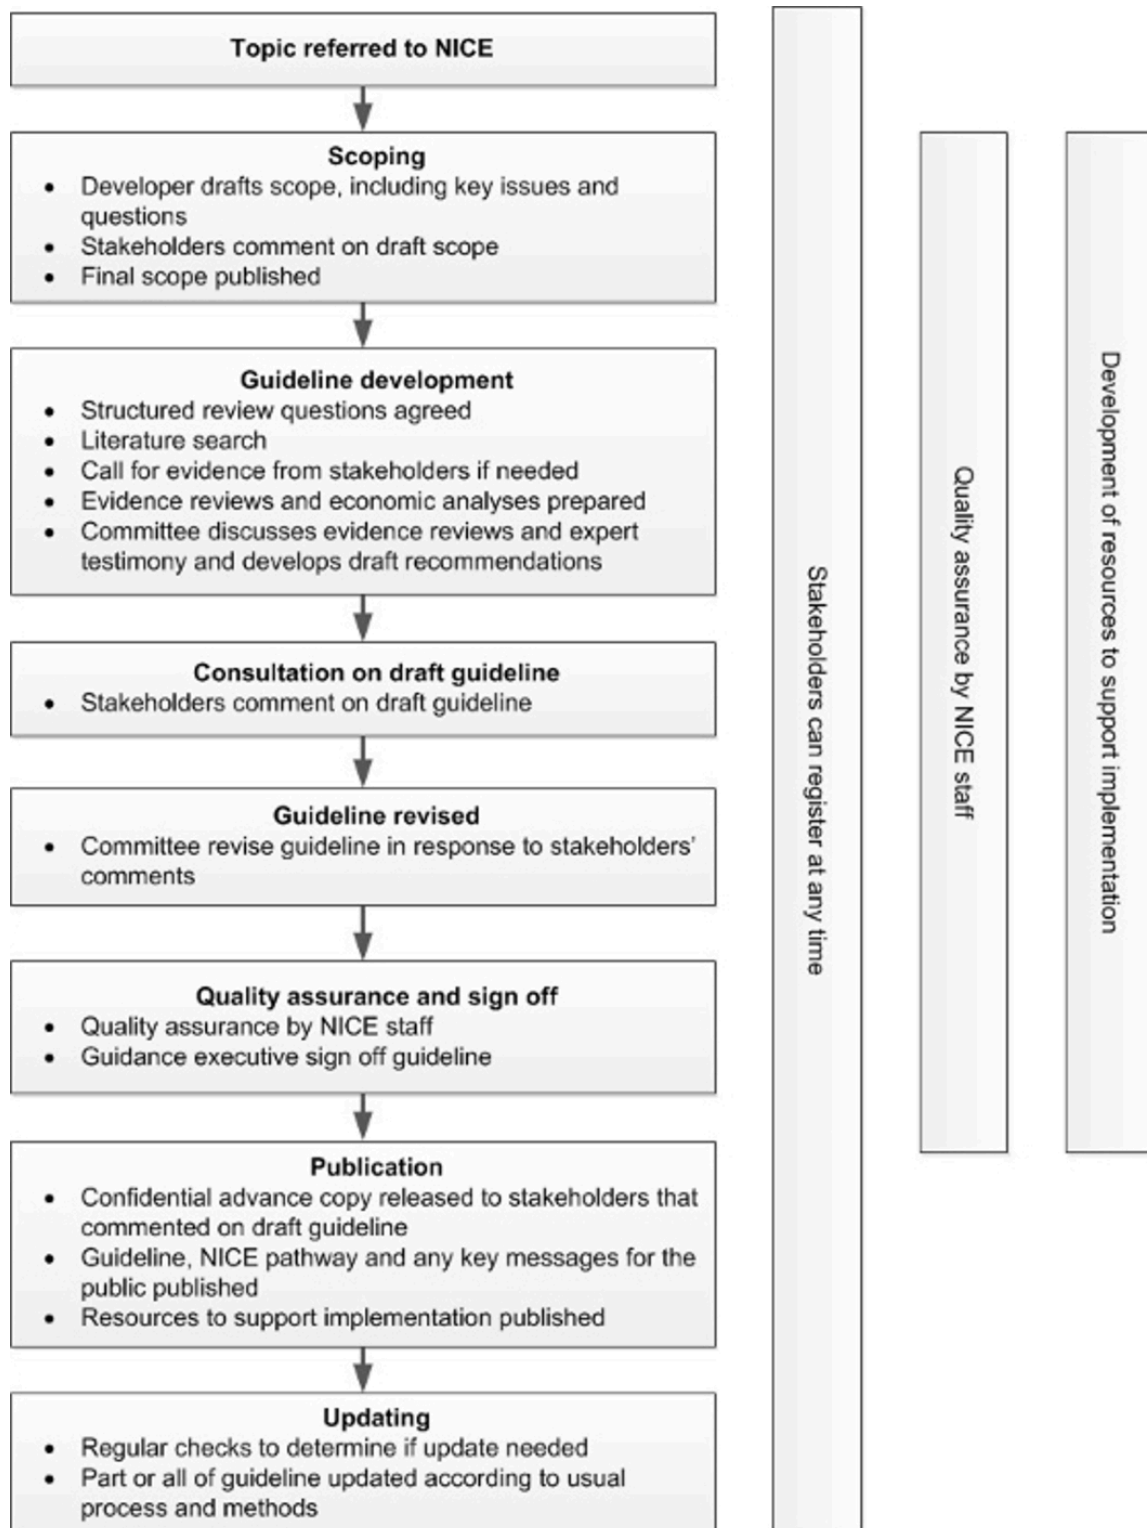 Topic referred to NICE
Scoping
• Developer drafts scope, including key issues and
questions
• Stakeholders comment on draft scope
• Final scope published
Guideline development
• Structured review questions agreed
• Literature search
• Call for evidence from stakeholders if needed
• Evidence reviews and economic analyses prepared
• Committee discusses evidence reviews and expert
testimony and develops draft recommendations
Consultation on draft guideline
• Stakeholders comment on draft guideline
Guideline revised
• Committee revise guideline in response to stakeholders’
comments
Quality assurance and sign off
• Quality assurance by NICE staff
• Guidance executive sign off guideline
Publication
• Confidential advance copy released to stakeholders that
commented on draft guideline
• Guideline, NICE pathway and any key messages for the
public published
• Resources to support implementation published
Updating
• Regular checks to determine if update needed
• Part or all of guideline updated according to usual
process and methods
Stakeholders can register at any time
Quality assurance by NICE staff
Development of resources to support implementation